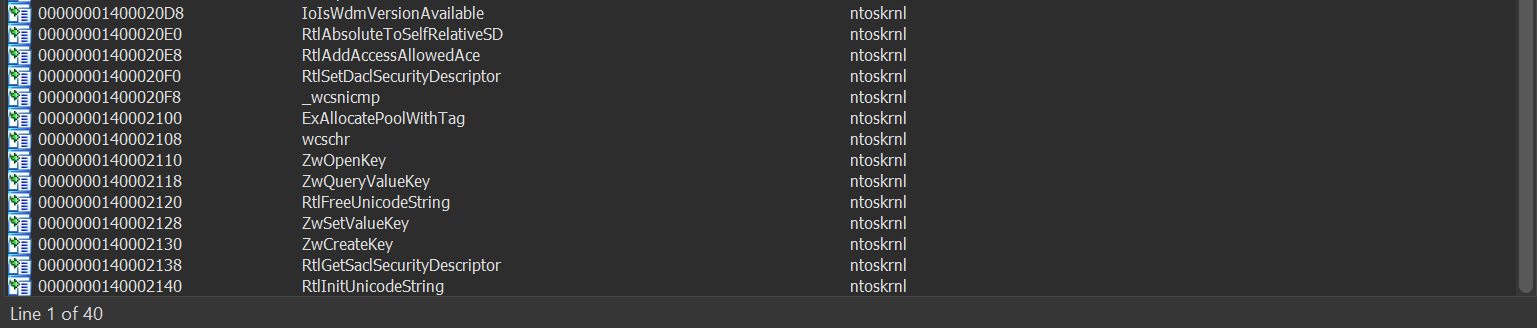 00000001400020D8 IoIsWdmVersionAvailable ntoskrnl
00000001400020E0 RtlAbsoluteToSelfRelativeSD ntoskrnl
00000001400020E8 RtlAddAccessAllowedAce ntoskrnl
00000001400020F0 RtlSetDaclSecurityDescriptor ntoskrnl
00000001400020F8 _wcsnicmp ntoskrnl
0000000140002100 ExAllocatePoolWithTag ntoskrnl
0000000140002108 wcschr ntoskrnl
0000000140002110 ZwOpenKey ntoskrnl
0000000140002118 ZwQueryValueKey ntoskrnl
0000000140002120 RtlFreeUnicodeString ntoskrnl
0000000140002128 ZwSetValueKey ntoskrnl
0000000140002130 ZwCreateKey ntoskrnl
0000000140002138 RtlGetSaclSecurityDescriptor ntoskrnl
0000000140002140 RtlInitUnicodeString ntoskrnl
Line 1 of 40